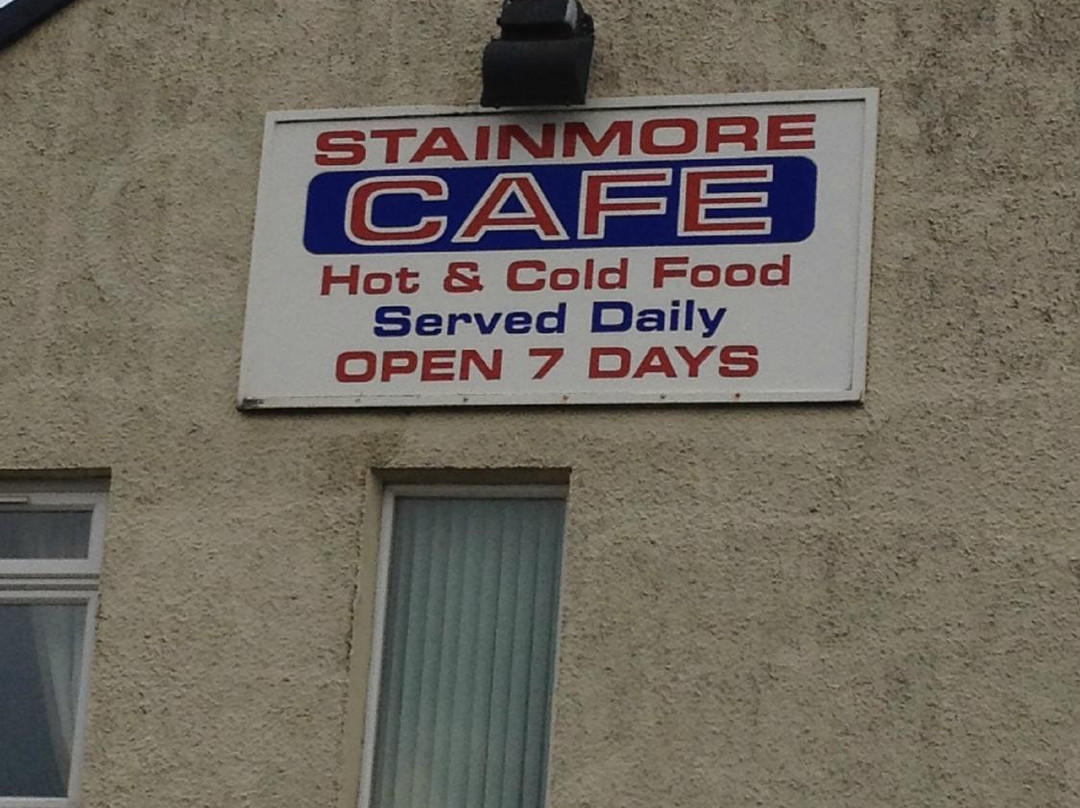 STAINMORE
CAFE
Hot & Cold Food
Served Daily
OPEN 7 DAYS